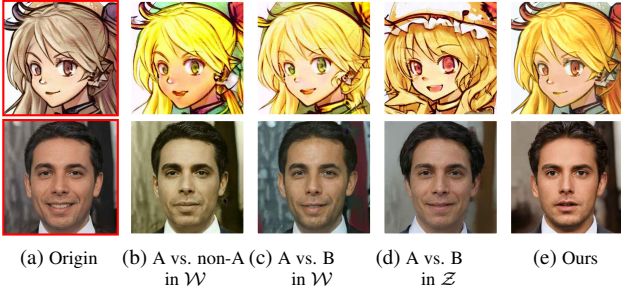 (a) Origin (b) A vs. non-A (c) A vs. B (d) A vs. B (e) Ours
in 𝒲 in 𝒲 in 𝒵